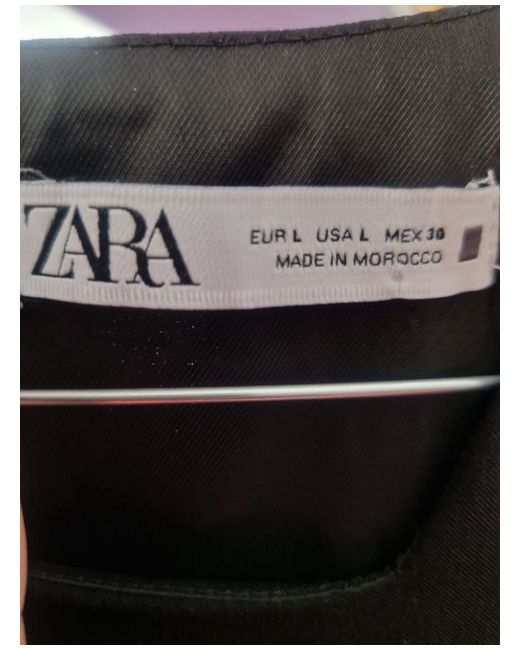 ZARA
EUR L USA L MEX 30
MADE IN MOROCCO